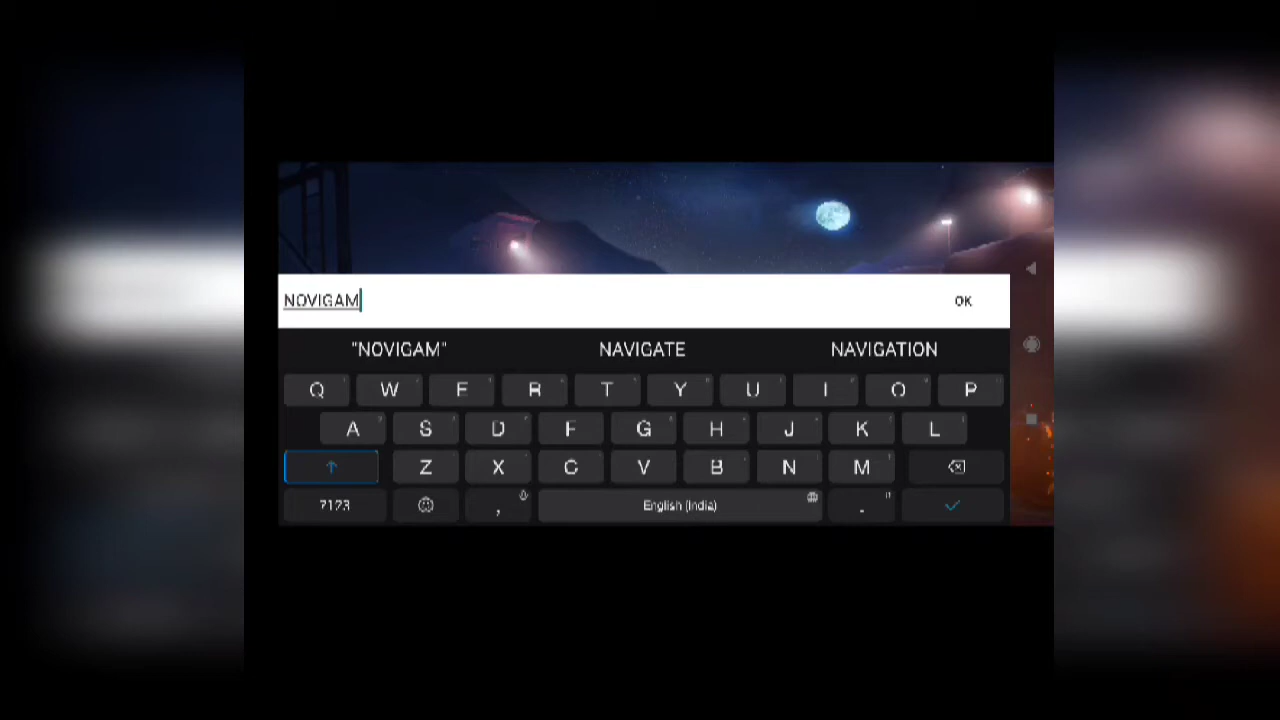 NOVIGAM OK
"NOVIGAM" NAVIGATE NAVIGATION
Q W E R T Y U I O P
A S D F G H J K L
Z X C V B N M
?123 , English (India) .